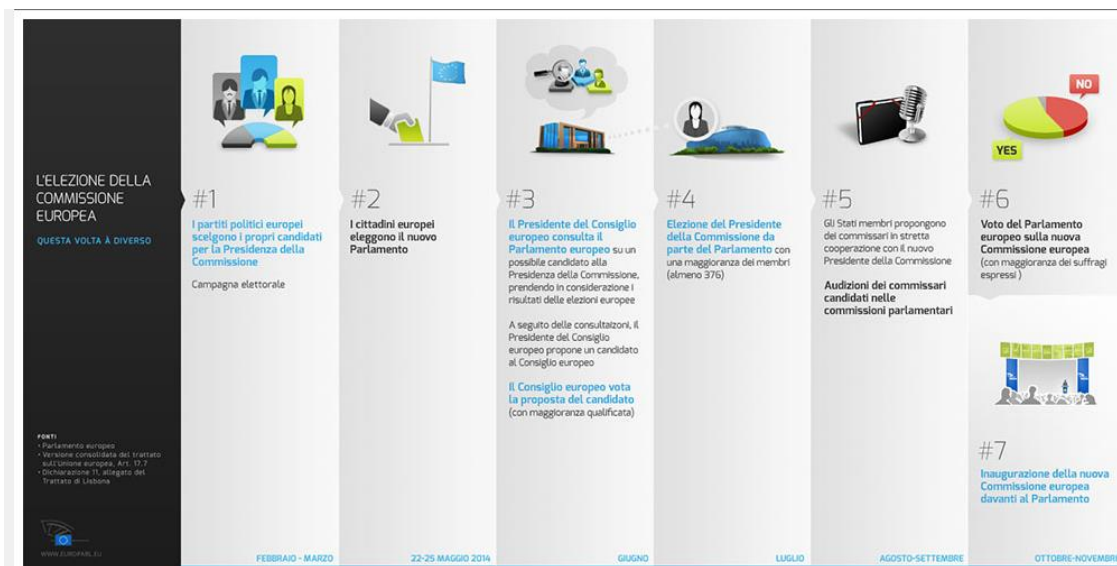 L'ELEZIONE DELLA
COMMISSIONE
EUROPEA
QUESTA VOLTA À DIVERSO
FONTI
• Parlamento europeo
• Versione consolidata del trattato
sull'Unione europea, Art. 17.7
• Dichiarazione 11, allegato del
Trattato di Lisbona
WWW.EUROPARL.EU
#1
I partiti politici europei
scelgono i propri candidati
per la Presidenza della
Commissione
Campagna elettorale
FEBBRAIO - MARZO
#2
I cittadini europei
eleggono il nuovo
Parlamento
22-25 MAGGIO 2014
#3
Il Presidente del Consiglio
europeo consulta il
Parlamento europeo su un
possibile candidato alla
Presidenza della Commissione,
prendendo in considerazione i
risultati delle elezioni europee
A seguito delle consultaizoni, il
Presidente del Consiglio
europeo propone un candidato
al Consiglio europeo
Il Consiglio europeo vota
la proposta del candidato
(con maggioranza qualificata)
GIUGNO
#4
Elezione del Presidente
della Commissione da
parte del Parlamento con
una maggioranza dei membri
(almeno 376)
LUGLIO
#5
Gli Stati membri propongono
dei commissari in stretta
cooperazione con il nuovo
Presidente della Commissione
Audizioni dei commissari
candidati nelle
commissioni parlamentari
AGOSTO-SETTEMBRE
NO
YES
#6
Voto del Parlamento
europeo sulla nuova
Commissione europea
(con maggioranza dei suffragi
espressi )
#7
Inaugurazione della nuova
Commissione europea
davanti al Parlamento
OTTOBRE-NOVEMBRE